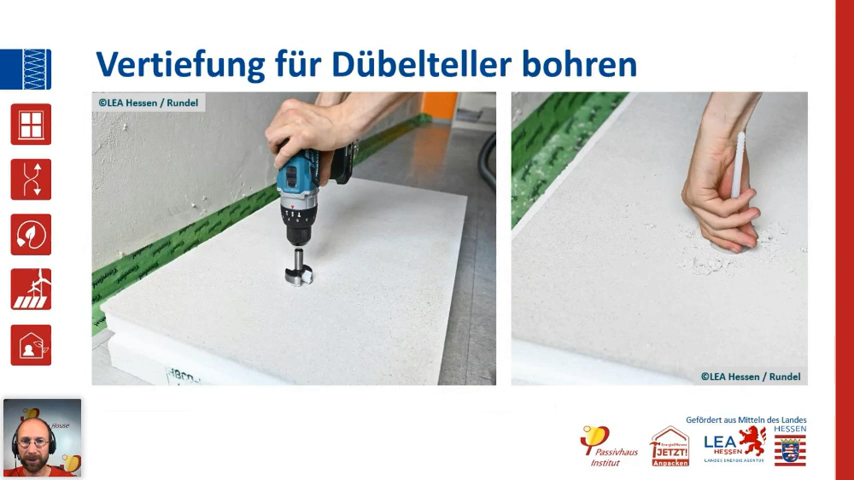 Vertiefung für Dübelteller bohren
©LEA Hessen / Rundel
©LEA Hessen / Rundel
Gefördert aus Mitteln des Landes
HESSEN
Passivhaus
Institut
JETZT!
Anpacken
LEA
HESSEN
LANDES ENERGIE AGENTUR